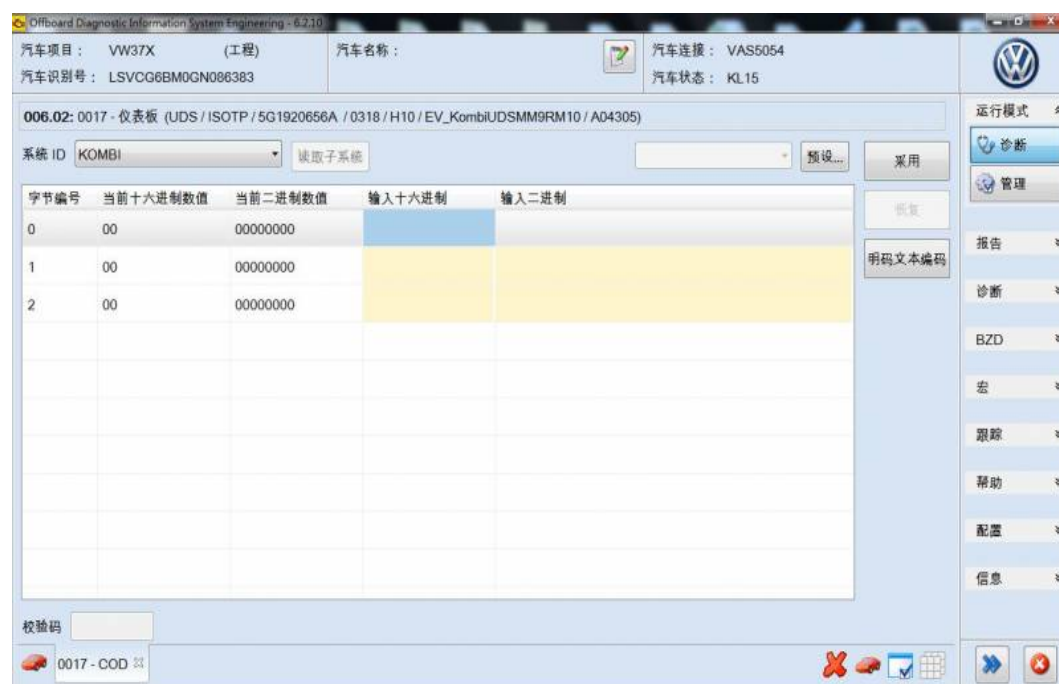 Offboard Diagnostic Information System Engineering - 6.2.10
汽车项目： VW37X (工程) 汽车名称： 汽车连接： VAS5054
汽车识别号： LSVCG6BM0GN086383 汽车状态： KL15
006.02: 0017 - 仪表板 (UDS / ISOTP / 5G1920656A / 0318 / H10 / EV_KombiUDSMM9RM10 / A04305)
运行模式
系统 ID KOMBI 读取子系统 预设... 采用
诊断
字节编号 当前十六进制数值 当前二进制数值 输入十六进制 输入二进制
管理
0 00 00000000
恢复
报告
1 00 00000000
明码文本编码
诊断
2 00 00000000
BZD
宏
跟踪
帮助
配置
信息
校验码
0017 - COD